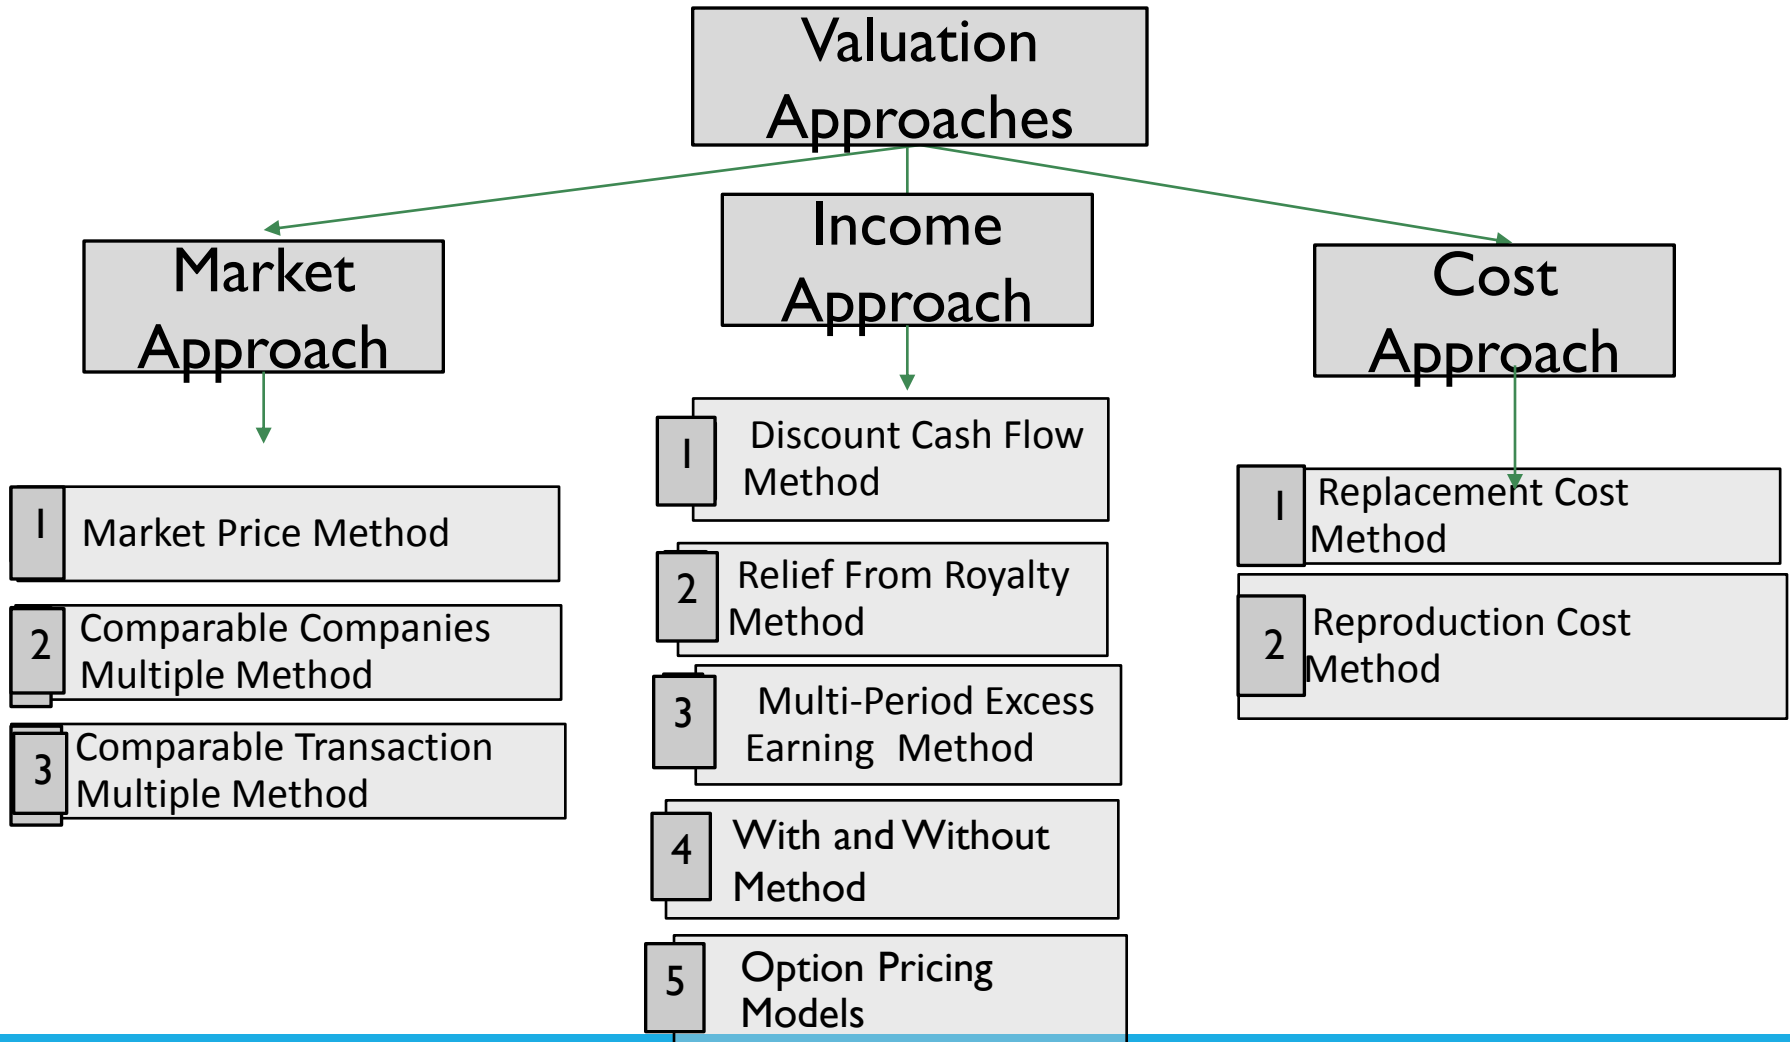 Valuation
Approaches
Market
Approach
1
Market Price Method
2
Comparable Companies
Multiple Method
3
Comparable Transaction
Multiple Method
Income
Approach
1
Discount Cash Flow
Method
2
Relief From Royalty
Method
3
Multi-Period Excess
Earning Method
4
With and Without
Method
5
Option Pricing
Models
Cost
Approach
1
Replacement Cost
Method
2
Reproduction Cost
Method